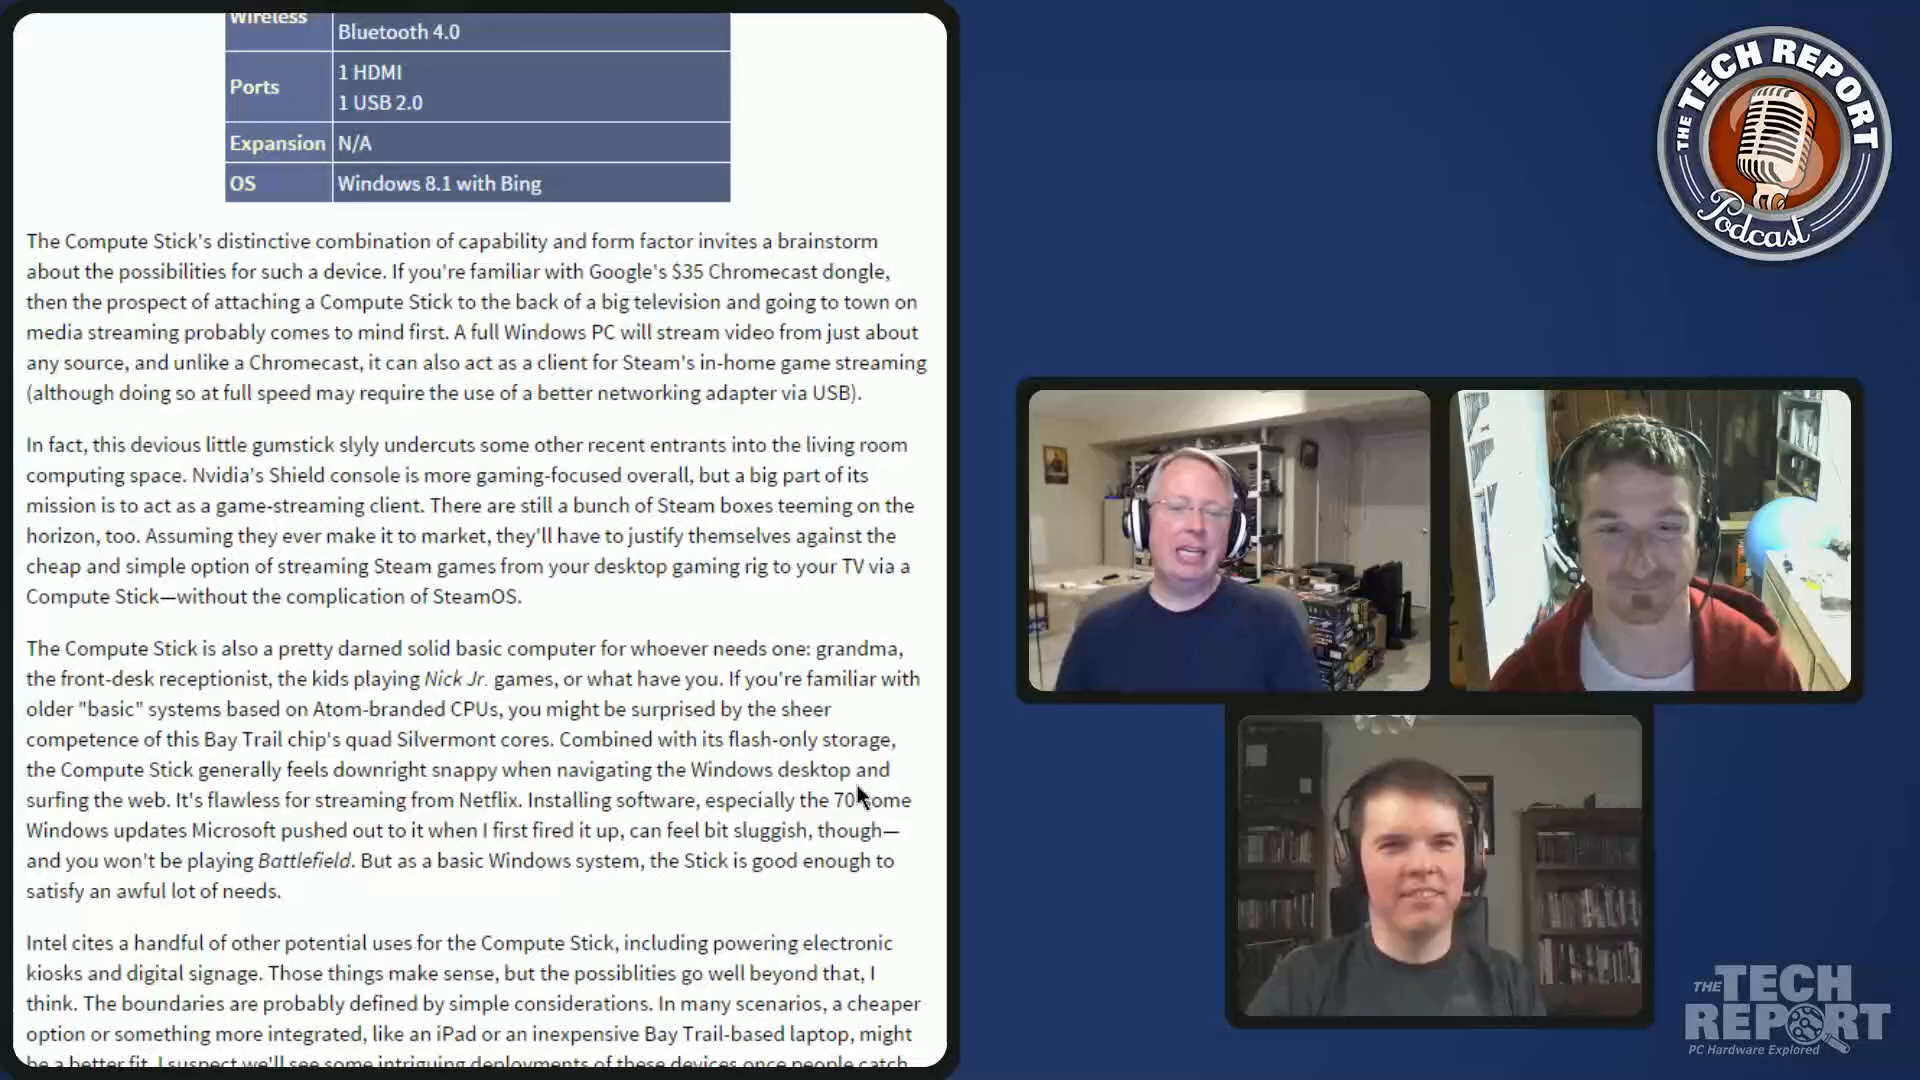 Wireless
Bluetooth 4.0
Ports
1 HDMI
1 USB 2.0
Expansion N/A
OS Windows 8.1 with Bing
The Compute Stick's distinctive combination of capability and form factor invites a brainstorm
about the possibilities for such a device. If you're familiar with Google's $35 Chromecast dongle,
then the prospect of attaching a Compute Stick to the back of a big television and going to town on
media streaming probably comes to mind first. A full Windows PC will stream video from just about
any source, and unlike a Chromecast, it can also act as a client for Steam's in-home game streaming
(although doing so at full speed may require the use of a better networking adapter via USB).
In fact, this devious little gumstick slyly undercuts some other recent entrants into the living room
computing space. Nvidia's Shield console is more gaming-focused overall, but a big part of its
mission is to act as a game-streaming client. There are still a bunch of Steam boxes teeming on the
horizon, too. Assuming they ever make it to market, they'll have to justify themselves against the
cheap and simple option of streaming Steam games from your desktop gaming rig to your TV via a
Compute Stick—without the complication of SteamOS.
The Compute Stick is also a pretty darned solid basic computer for whoever needs one: grandma,
the front-desk receptionist, the kids playing Nick Jr. games, or what have you. If you're familiar with
older "basic" systems based on Atom-branded CPUs, you might be surprised by the sheer
competence of this Bay Trail chip's quad Silvermont cores. Combined with its flash-only storage,
the Compute Stick generally feels downright snappy when navigating the Windows desktop and
surfing the web. It's flawless for streaming from Netflix. Installing software, especially the 70-some
Windows updates Microsoft pushed out to it when I first fired it up, can feel bit sluggish, though—
and you won't be playing Battlefield. But as a basic Windows system, the Stick is good enough to
satisfy an awful lot of needs.
Intel cites a handful of other potential uses for the Compute Stick, including powering electronic
kiosks and digital signage. Those things make sense, but the possiblities go well beyond that, I
think. The boundaries are probably defined by simple considerations. In many scenarios, a cheaper
option or something more integrated, like an iPad or an inexpensive Bay Trail-based laptop, might
be a better fit. I suspect we'll see some intriguing deployments of these devices once people catch
THE TECH REPORT
Podcast
THE TECH
REPORT
PC Hardware Explored